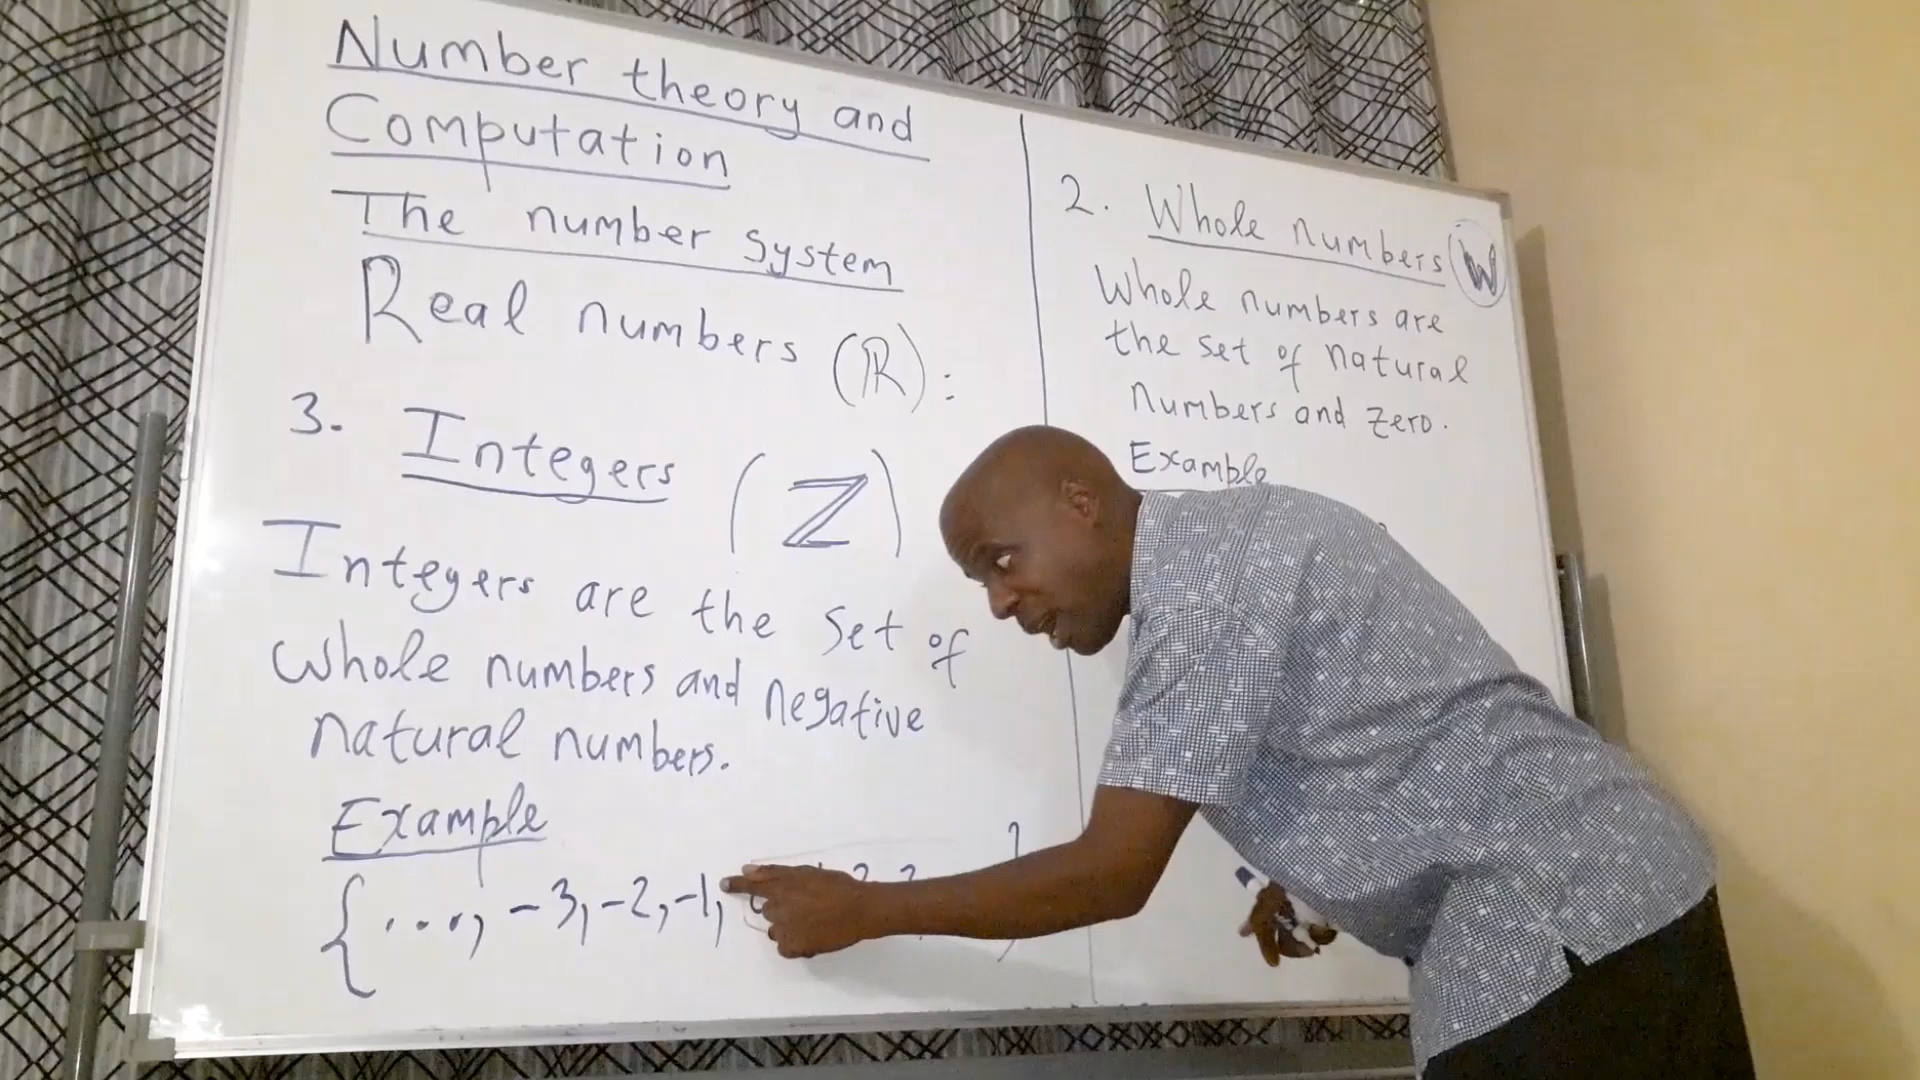 Number theory and
Computation
The number system
Real numbers (ℝ):
3. Integers (ℤ)
Integers are the set of
whole numbers and negative
natural numbers.
Example
{..., -3, -2, -1,
2. Whole numbers W
Whole numbers are
the set of natural
numbers and zero.
Example